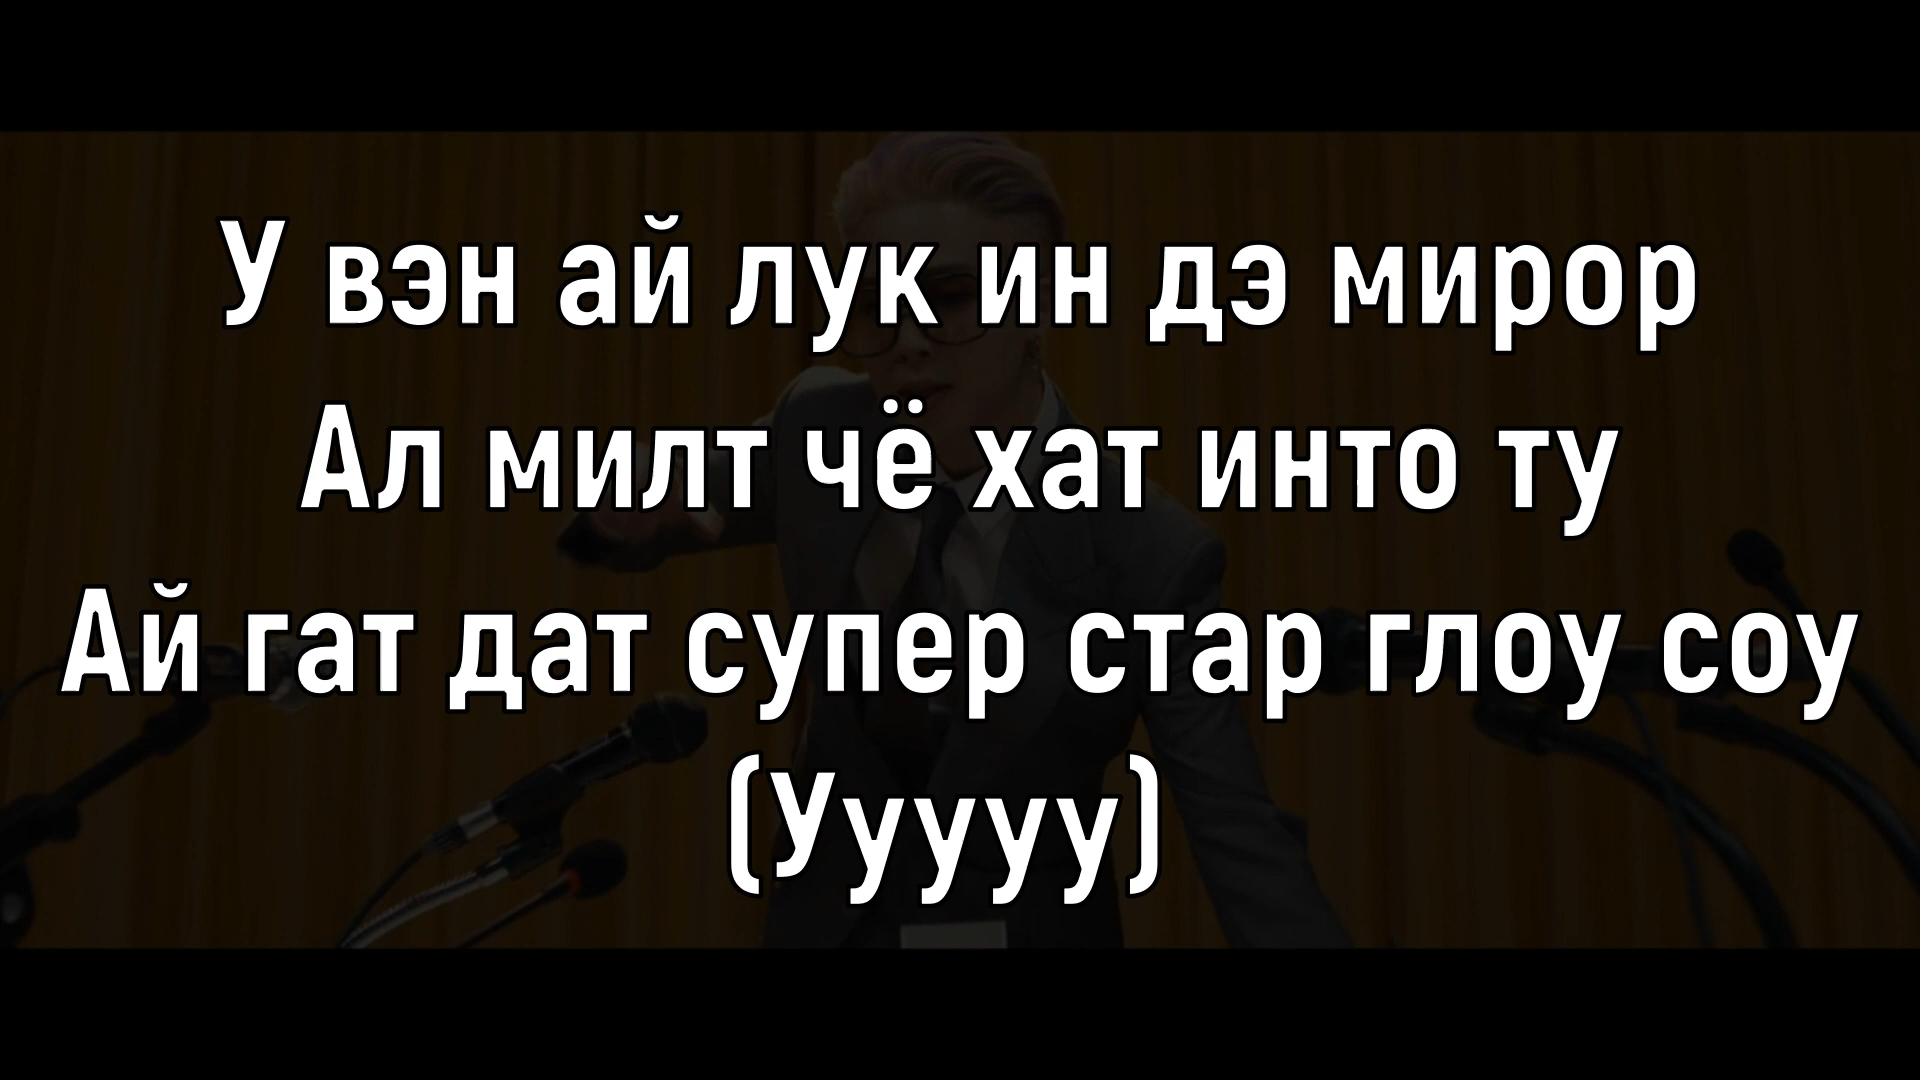 У вэн ай лук ин дэ мирор
Ал милт чё хат инто ту
Ай гат дат супер стар глоу соу
(Ууууу)